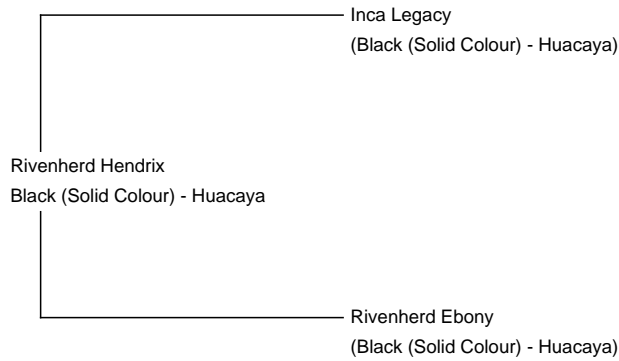 Inca Legacy
(Black (Solid Colour) - Huacaya)
Rivenherd Hendrix
Black (Solid Colour) - Huacaya
Rivenherd Ebony
(Black (Solid Colour) - Huacaya)